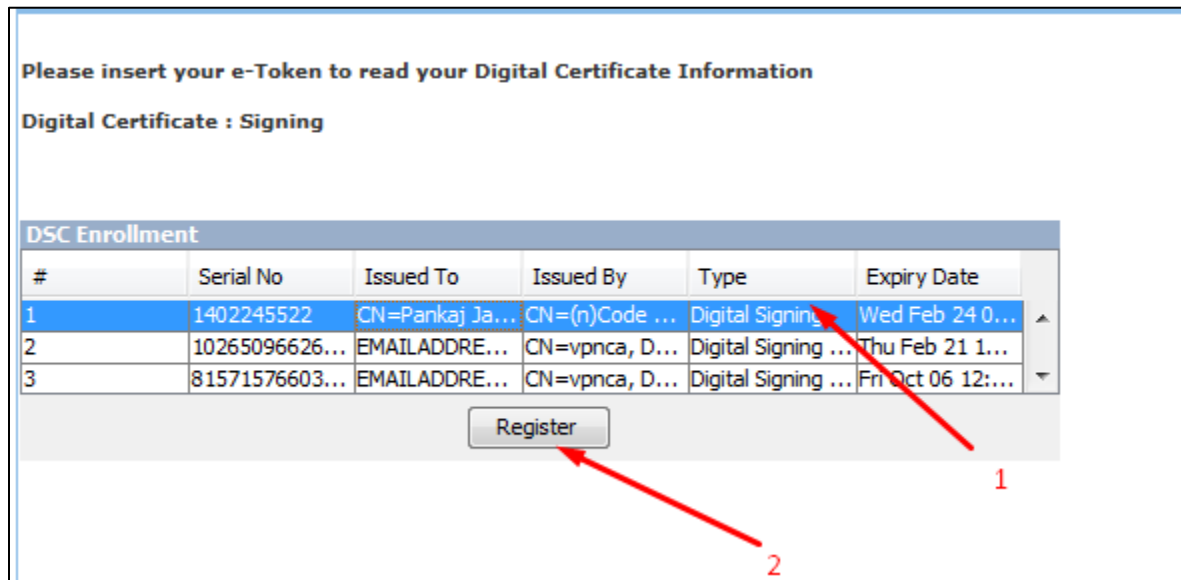 Please insert your e-Token to read your Digital Certificate Information
Digital Certificate : Signing
DSC Enrollment
# Serial No Issued To Issued By Type Expiry Date
1 1402245522 CN=Pankaj Ja... CN=(n)Code ... Digital Signing Wed Feb 24 0...
2 10265096626... EMAILADDRE... CN=vpnca, D... Digital Signing ... Thu Feb 21 1...
3 81571576603... EMAILADDRE... CN=vpnca, D... Digital Signing ... Fri Oct 06 12:...
Register
1
2